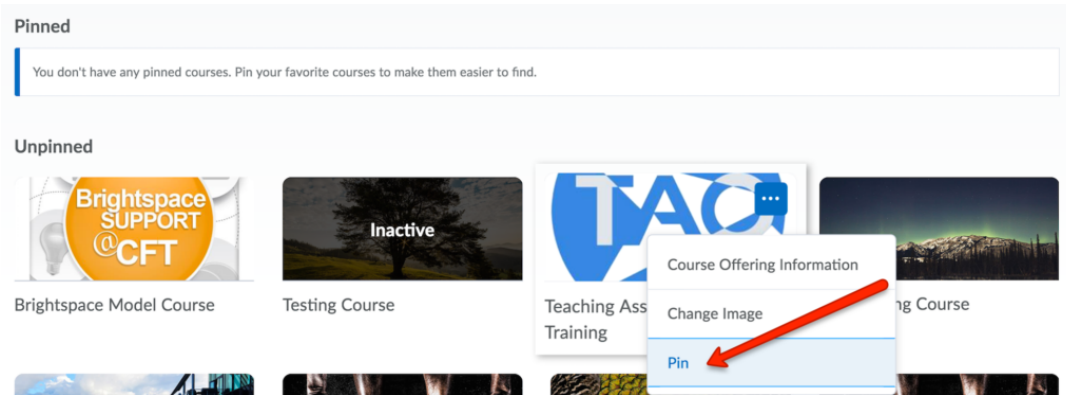 Pinned
You don't have any pinned courses. Pin your favorite courses to make them easier to find.
Unpinned
Brightspace
SUPPORT
@CFT
Inactive
TAO
...
Course Offering Information
Change Image
Pin
Brightspace Model Course
Testing Course
Teaching Ass
Training
ng Course